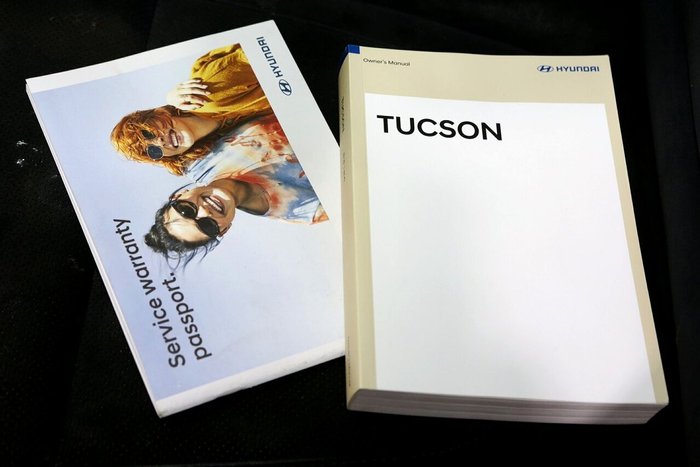 HYUNDAI
Service warranty
passport.
Owner's Manual
HYUNDAI
TUCSON